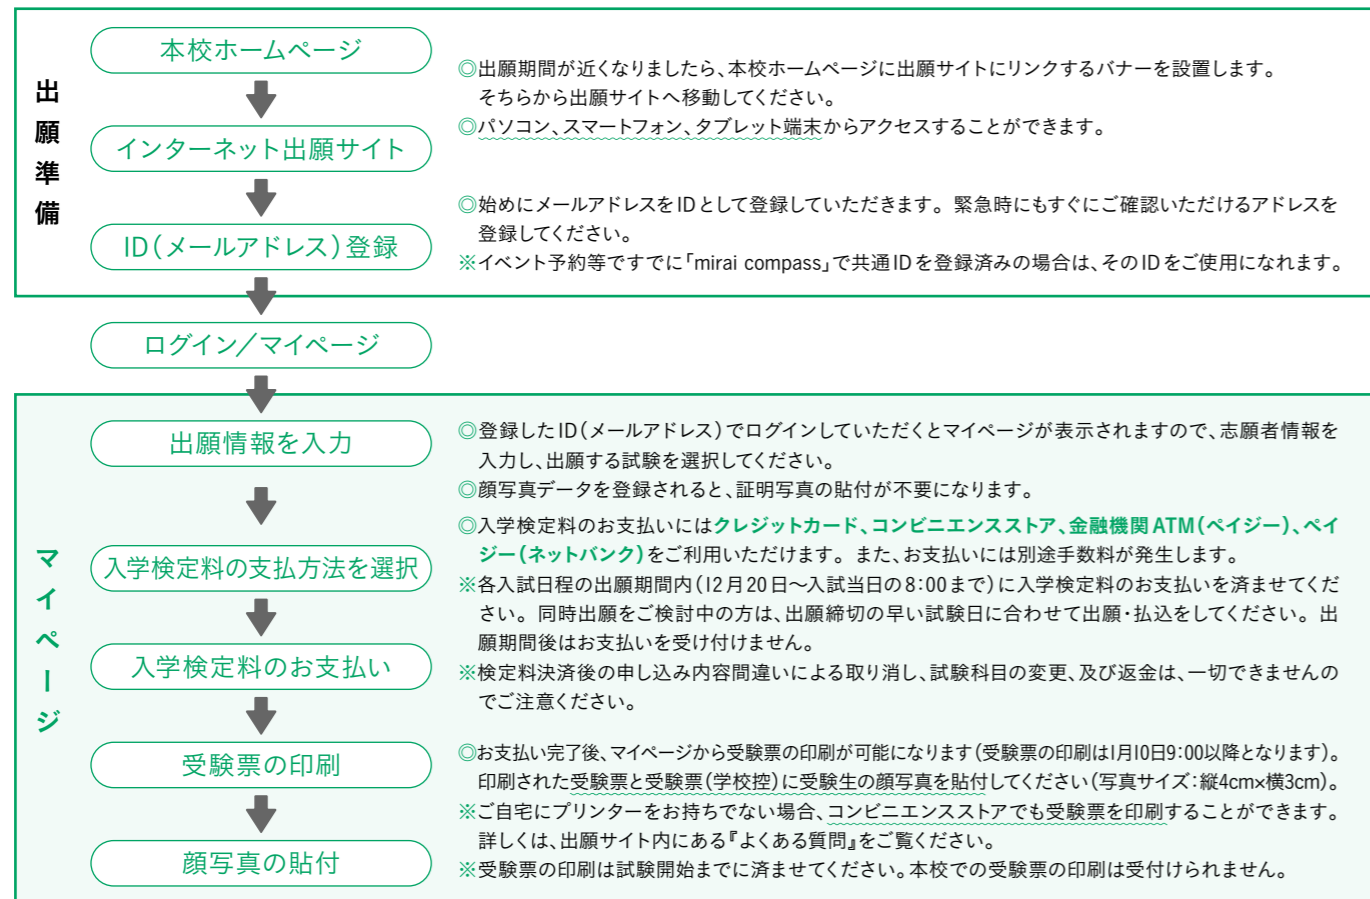 出願準備
本校ホームページ
◎出願期間が近くなりましたら、本校ホームページに出願サイトにリンクするバナーを設置します。
そちらから出願サイトへ移動してください。
◎パソコン、スマートフォン、タブレット端末からアクセスすることができます。
インターネット出願サイト
◎始めにメールアドレスをIDとして登録していただきます。緊急時にもすぐにご確認いただけるアドレスを
登録してください。
※イベント予約等ですでに「mirai compass」で共通IDを登録済みの場合は、そのIDをご使用になれます。
ID（メールアドレス）登録
ログイン／マイページ
マイページ
出願情報を入力
◎登録したID（メールアドレス）でログインしていただくとマイページが表示されますので、志願者情報を
入力し、出願する試験を選択してください。
◎顔写真データを登録されると、証明写真の貼付が不要になります。
入学検定料の支払方法を選択
◎入学検定料のお支払いにはクレジットカード、コンビニエンスストア、金融機関ATM（ペイジー）、ペイ
ジー（ネットバンク）をご利用いただけます。また、お支払いには別途手数料が発生します。
※各入試日程の出願期間内（12月20日〜入試当日の8:00まで）に入学検定料のお支払いを済ませてくだ
さい。同時出願をご検討中の方は、出願締切の早い試験日に合わせて出願・払込をしてください。出
願期間後はお支払いを受け付けません。
入学検定料のお支払い
※検定料決済後の申し込み内容間違いによる取り消し、試験科目の変更、及び返金は、一切できませんの
でご注意ください。
受験票の印刷
◎お支払い完了後、マイページから受験票の印刷が可能になります（受験票の印刷は1月10日9:00以降となります）。
印刷された受験票と受験票（学校控）に受験生の顔写真を貼付してください（写真サイズ：縦4cm×横3cm）。
※ご自宅にプリンターをお持ちでない場合、コンビニエンスストアでも受験票を印刷することができます。
詳しくは、出願サイト内にある『よくある質問』をご覧ください。
顔写真の貼付
※受験票の印刷は試験開始までに済ませてください。本校での受験票の印刷は受付けられません。